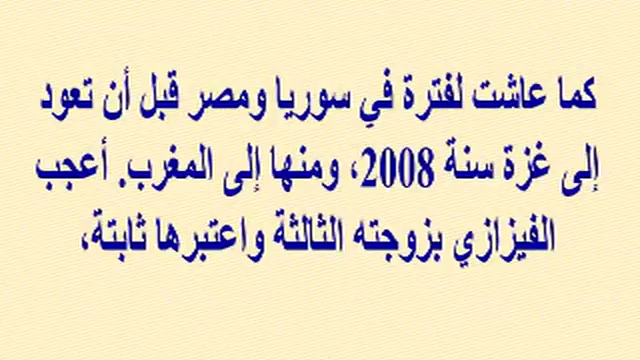 كما عاشت لفترة في سوريا ومصر قبل أن تعود
إلى غزة سنة 2008، ومنها إلى المغرب. أعجب
الفيزازي بزوجته الثالثة واعتبرها ثابتة،